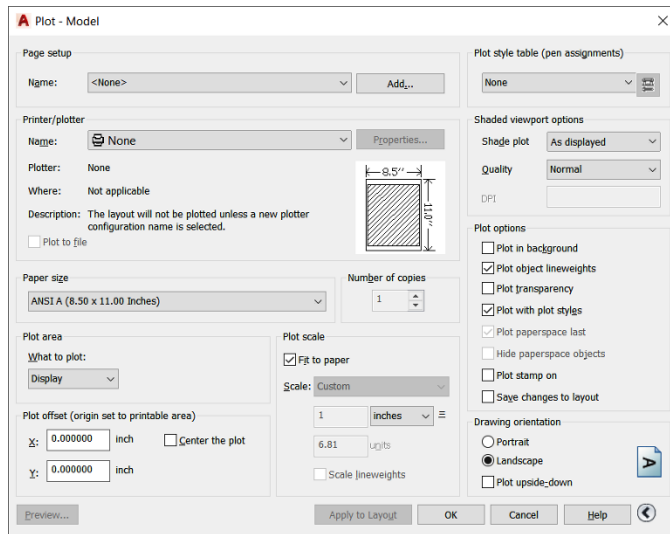 Plot - Model
Page setup
Name:
<None>
Add...
Printer/plotter
Name:
None
Properties...
Plotter:
None
Where:
Not applicable
Description:
The layout will not be plotted unless a new plotter
configuration name is selected.
Plot to file
8.5''
11.0''
Paper size
ANSI A (8.50 x 11.00 Inches)
Number of copies
1
Plot area
What to plot:
Display
Plot offset (origin set to printable area)
X:
0.000000
inch
Center the plot
Y:
0.000000
inch
Plot scale
Fit to paper
Scale:
Custom
1
inches
=
6.81
units
Scale lineweights
Plot style table (pen assignments)
None
Shaded viewport options
Shade plot
As displayed
Quality
Normal
DPI
Plot options
Plot in background
Plot object lineweights
Plot transparency
Plot with plot styles
Plot paperspace last
Hide paperspace objects
Plot stamp on
Save changes to layout
Drawing orientation
Portrait
Landscape
Plot upside-down
A
Preview...
Apply to Layout
OK
Cancel
Help